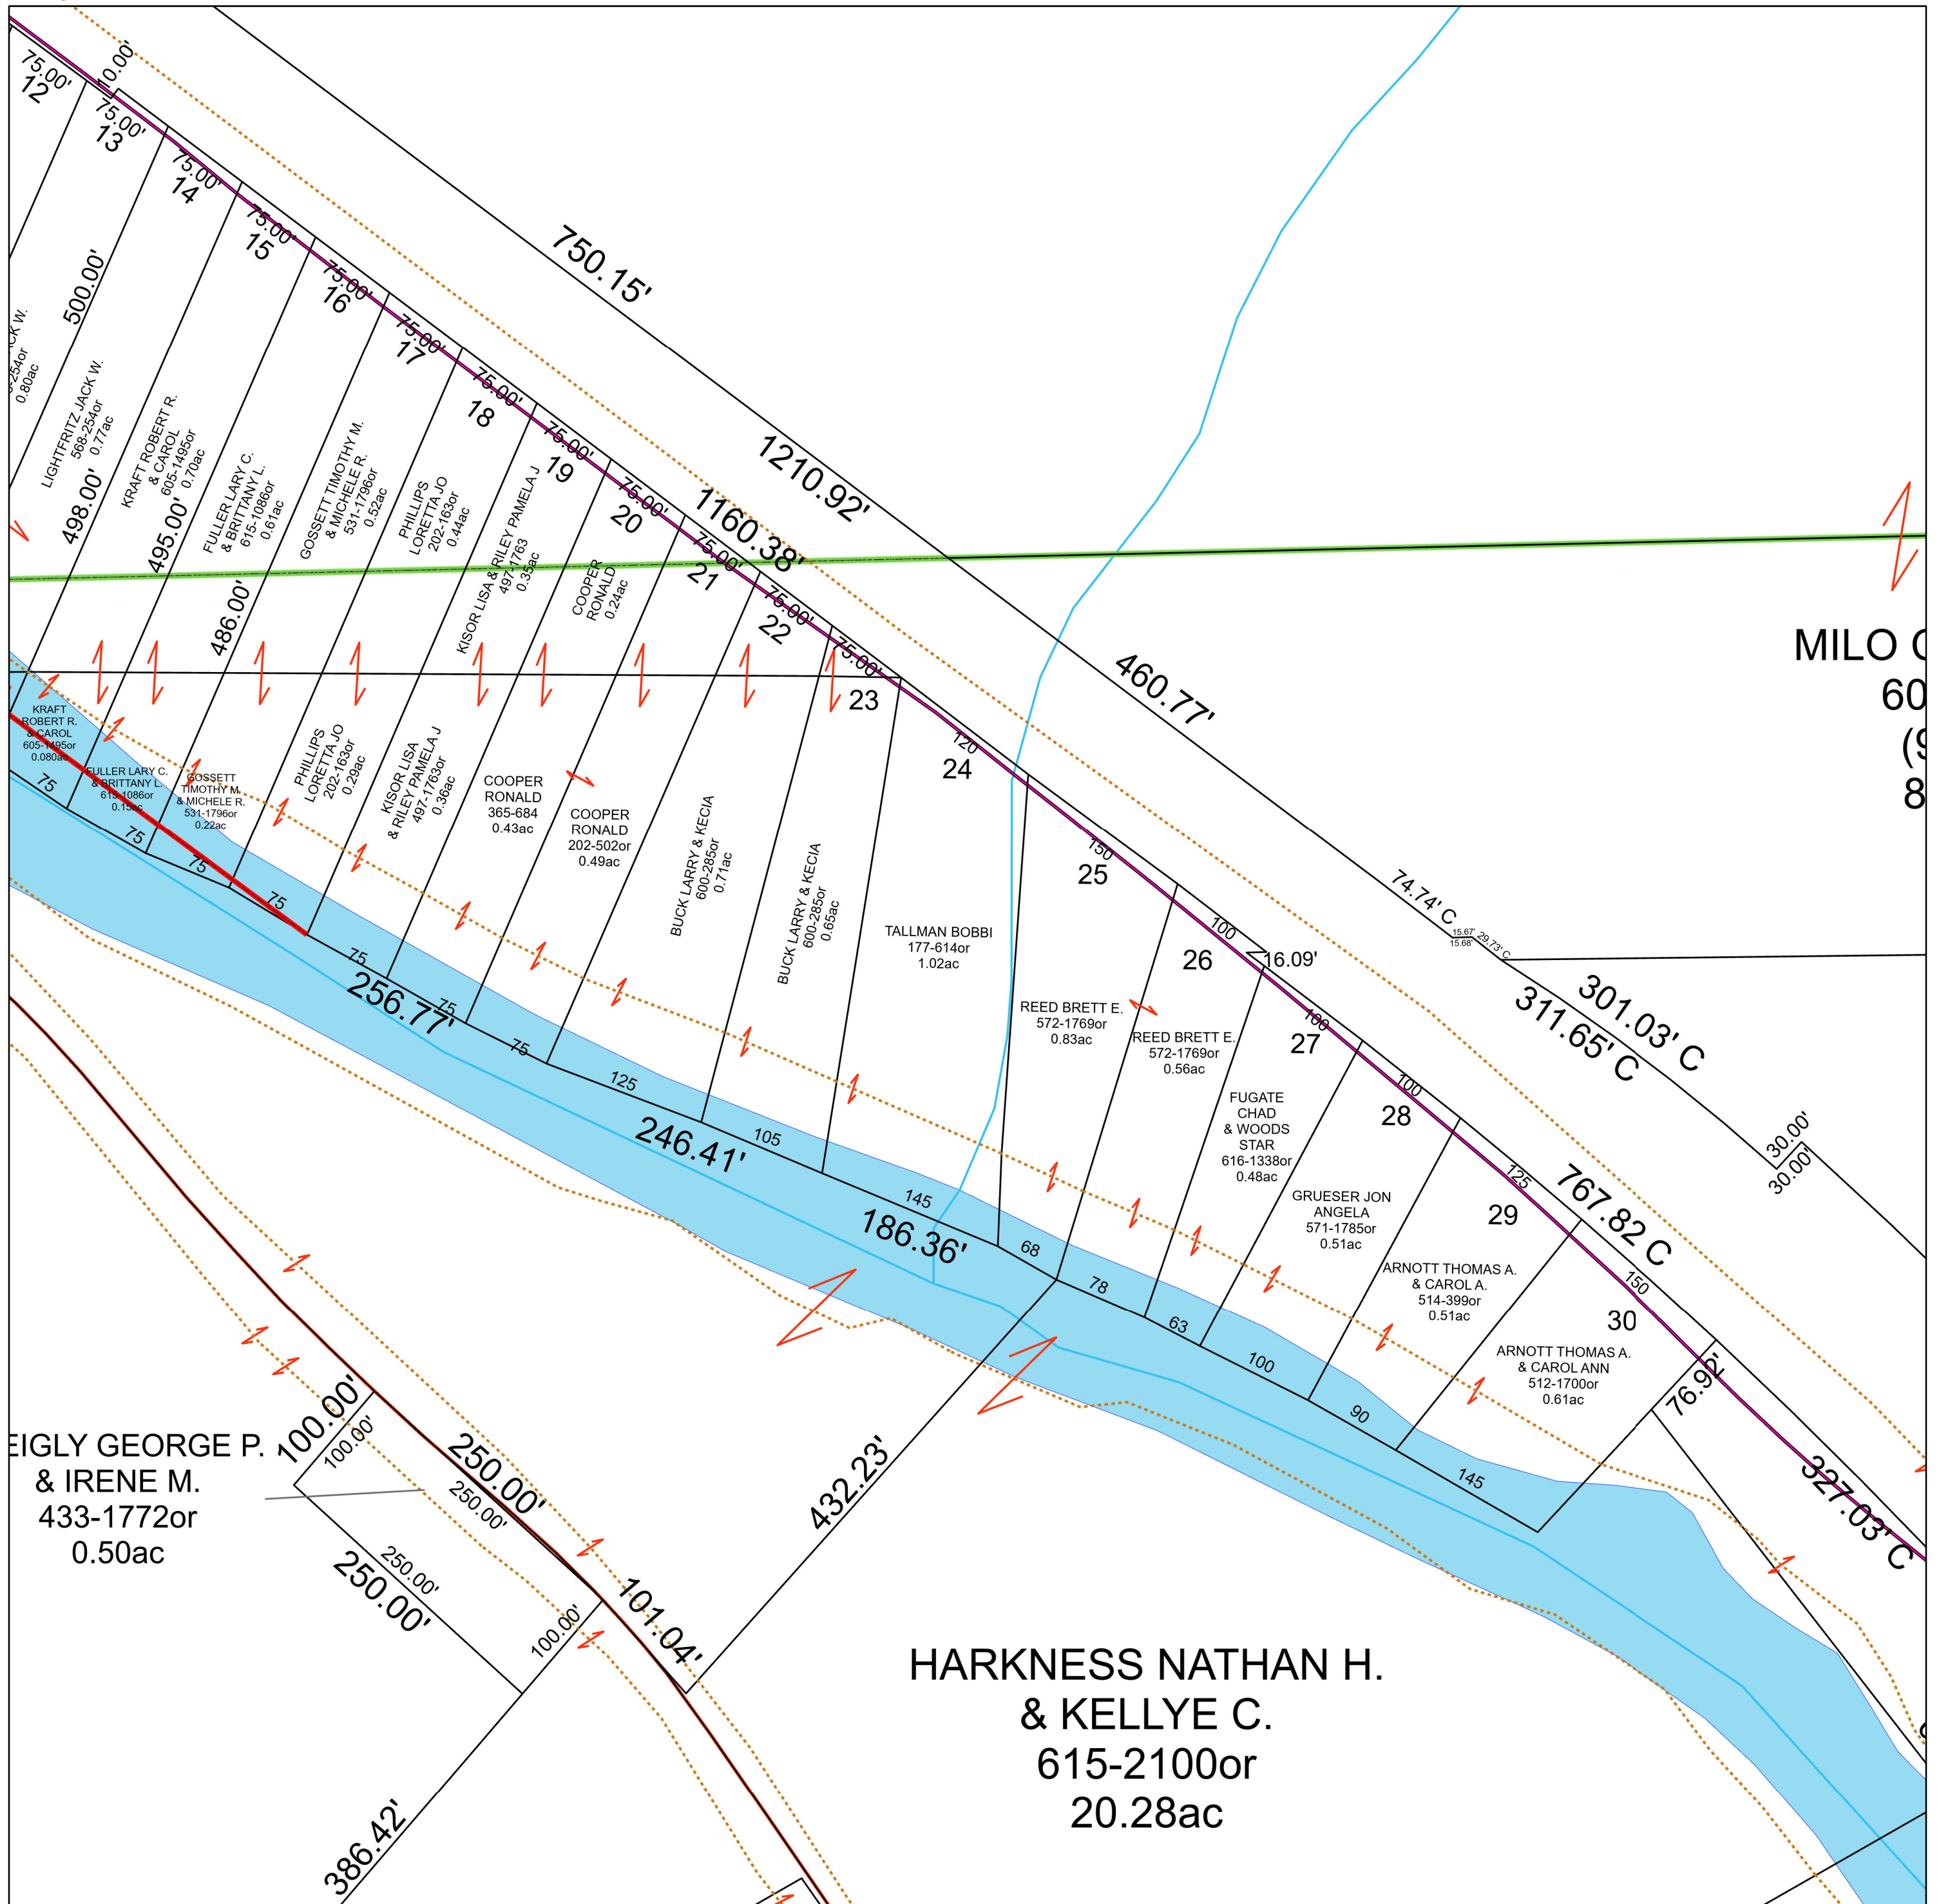 75.00'
12
10.00'
75.00'
13
75.00'
14
75.00'
15
75.00'
16
75.00'
17
75.00'
18
75.00'
19
75.00'
20
75.00'
21
75.00'
22
75.00'
23
120
24
150
25
100
26
16.09'
100
27
100
28
125
29
150
30
76.92'
750.15'
1210.92'
1160.38'
460.77'
74.74' C
15.67'
15.68'
29.73' C
301.03' C
311.65' C
30.00'
30.00'
767.82 C
327.03' C
500.00'
498.00'
495.00'
486.00'
0.80ac
LIGHTFRITZ JACK W.
568-254or
0.77ac
KRAFT ROBERT R.
& CAROL
605-1495or
0.70ac
FULLER LARY C.
& BRITTANY L.
615-1086or
0.61ac
GOSSETT TIMOTHY M.
& MICHELE R.
531-1796or
0.52ac
PHILLIPS
LORETTA JO
202-163or
0.44ac
KISOR LISA & RILEY PAMELA J
497-1763
0.35ac
COOPER
RONALD
0.24ac
MILO
60
8
KRAFT
ROBERT R.
& CAROL
605-1495or
0.080ac
FULLER LARY C.
& BRITTANY L.
615-1086or
0.15ac
GOSSETT
TIMOTHY M.
& MICHELE R.
531-1796or
0.22ac
PHILLIPS
LORETTA JO
202-163or
0.29ac
KISOR LISA
& RILEY PAMELA J
497-1763or
0.36ac
COOPER
RONALD
365-684
0.43ac
COOPER
RONALD
202-502or
0.49ac
BUCK LARRY & KECIA
600-285or
0.71ac
BUCK LARRY & KECIA
600-285or
0.65ac
TALLMAN BOBBI
177-614or
1.02ac
REED BRETT E.
572-1769or
0.83ac
REED BRETT E.
572-1769or
0.56ac
FUGATE
CHAD
& WOODS
STAR
616-1338or
0.48ac
GRUESER JON
ANGELA
571-1785or
0.51ac
ARNOTT THOMAS A.
& CAROL A.
514-399or
0.51ac
ARNOTT THOMAS A.
& CAROL ANN
512-1700or
0.61ac
75
75
75
75
75
75
75
125
105
145
68
78
63
100
90
145
256.77'
246.41'
186.36'
432.23'
EIGLY GEORGE P.
& IRENE M.
433-1772or
0.50ac
100.00'
100.00'
250.00'
250.00'
250.00'
250.00'
100.00'
101.04'
386.42'
HARKNESS NATHAN H.
& KELLYE C.
615-2100or
20.28ac